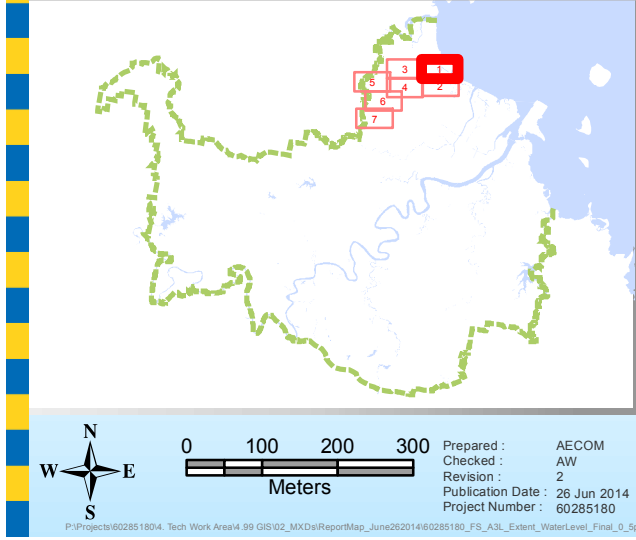 3 1
5 4 2
6
7
N
W E
S
0 100 200 300
Meters
Prepared : AECOM
Checked : AW
Revision : 2
Publication Date : 26 Jun 2014
Project Number : 60285180
P:\Projects\60285180\4. Tech Work Area\4.99 GIS\02_MXDs\ReportMap_June262014\60285180_FS_A3L_Extent_WaterLevel_Final_0_5p